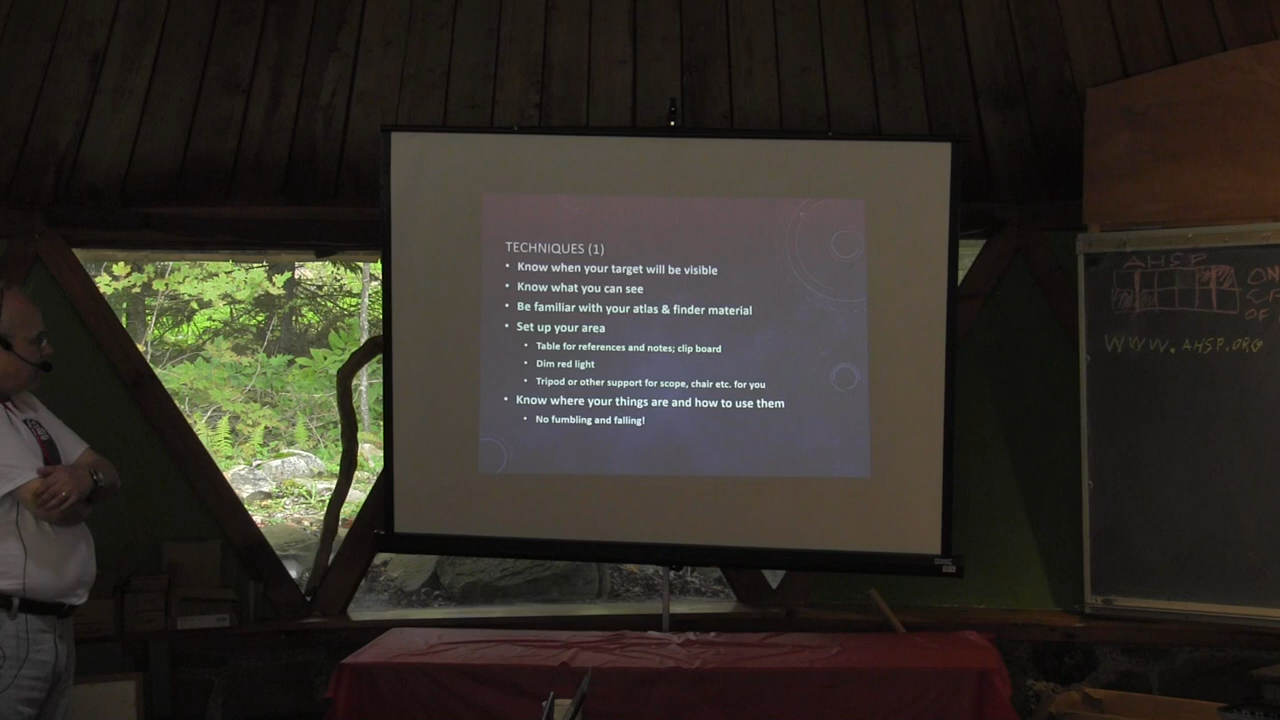 TECHNIQUES (1)
• Know when your target will be visible
• Know what you can see
• Be familiar with your atlas & finder material
• Set up your area
• Table for references and notes; clip board
• Dim red light
• Tripod or other support for scope, chair etc. for you
• Know where your things are and how to use them
• No fumbling and falling!
AHSP
OF
WWW.AHSP.ORG